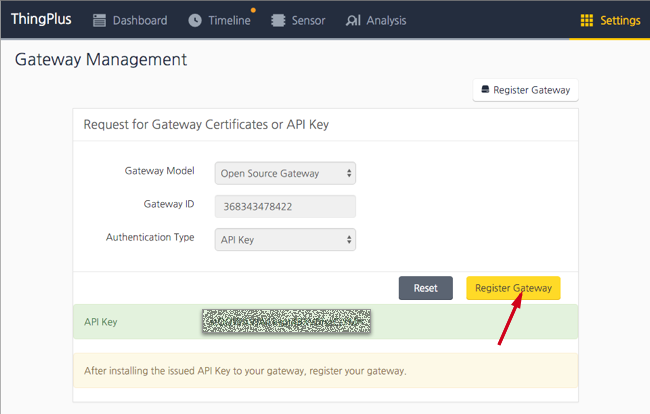 ThingPlus Dashboard Timeline Sensor Analysis Settings
Gateway Management
Register Gateway
Request for Gateway Certificates or API Key
Gateway Model Open Source Gateway
Gateway ID 368343478422
Authentication Type API Key
Reset Register Gateway
API Key
After installing the issued API Key to your gateway, register your gateway.